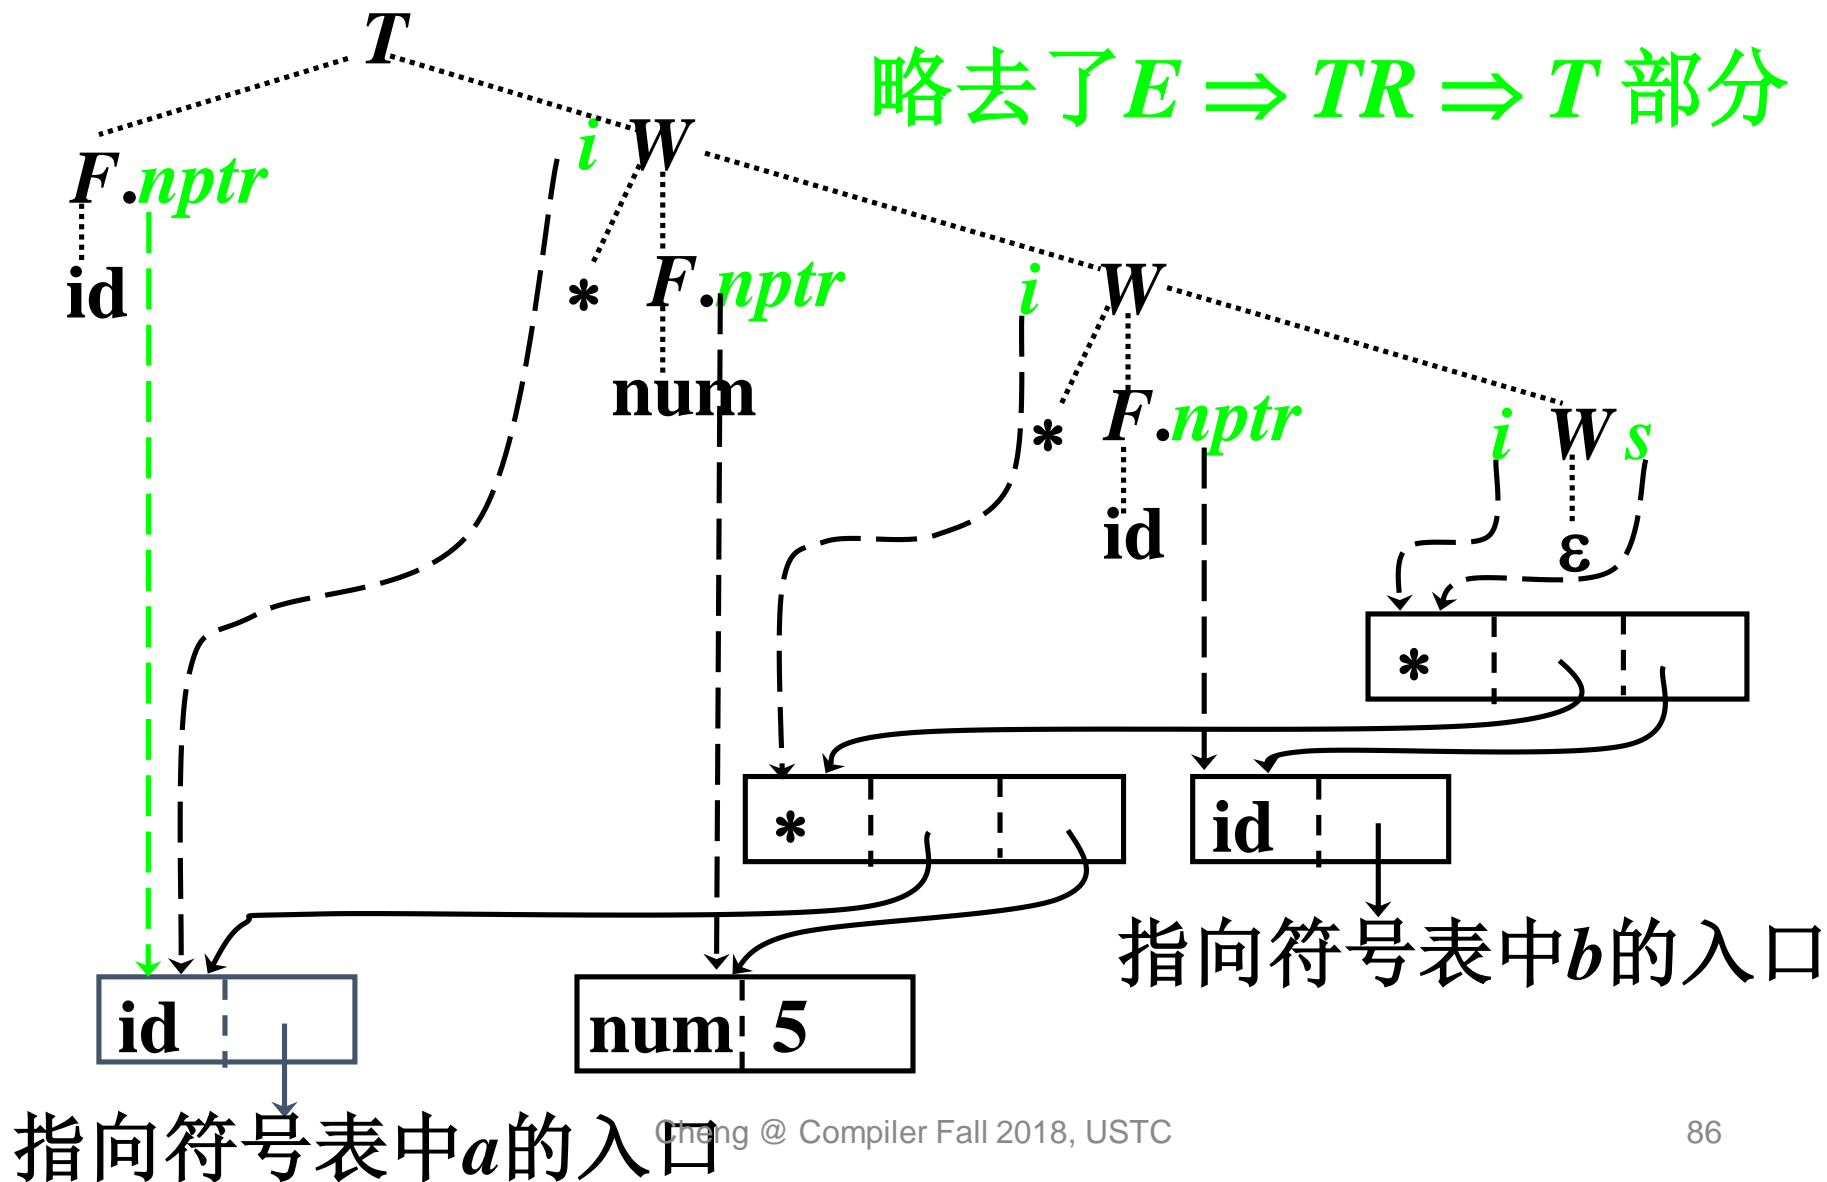 T
略去了E ⇒ TR ⇒ T 部分
i W
F.nptr
id
* F.nptr
i W
num
* F.nptr
i W s
id
ε
*
*
id
指向符号表中b的入口
id
num 5
指向符号表中a的入口
Cheng @ Compiler Fall 2018, USTC
86